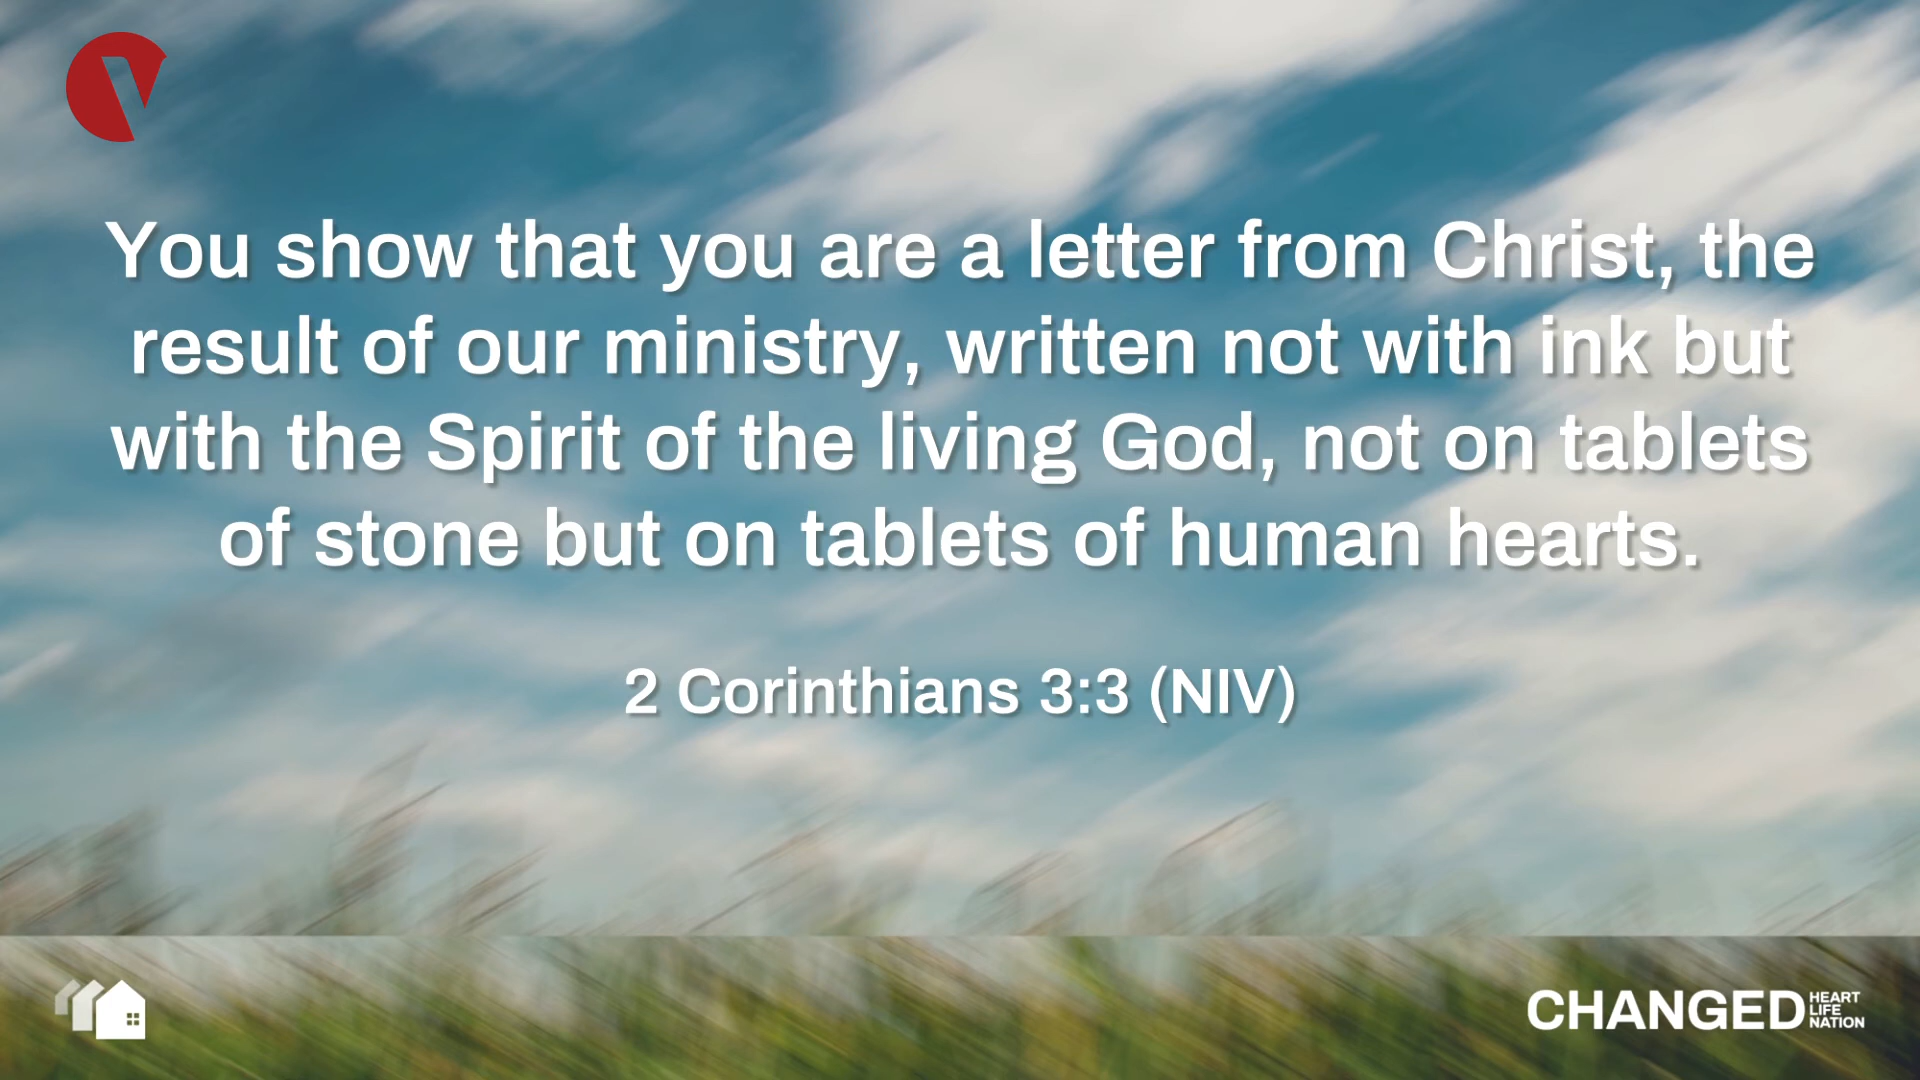 You show that you are a letter from Christ, the
result of our ministry, written not with ink but
with the Spirit of the living God, not on tablets
of stone but on tablets of human hearts.
2 Corinthians 3:3 (NIV)
CHANGED
HEART
LIFE
NATION